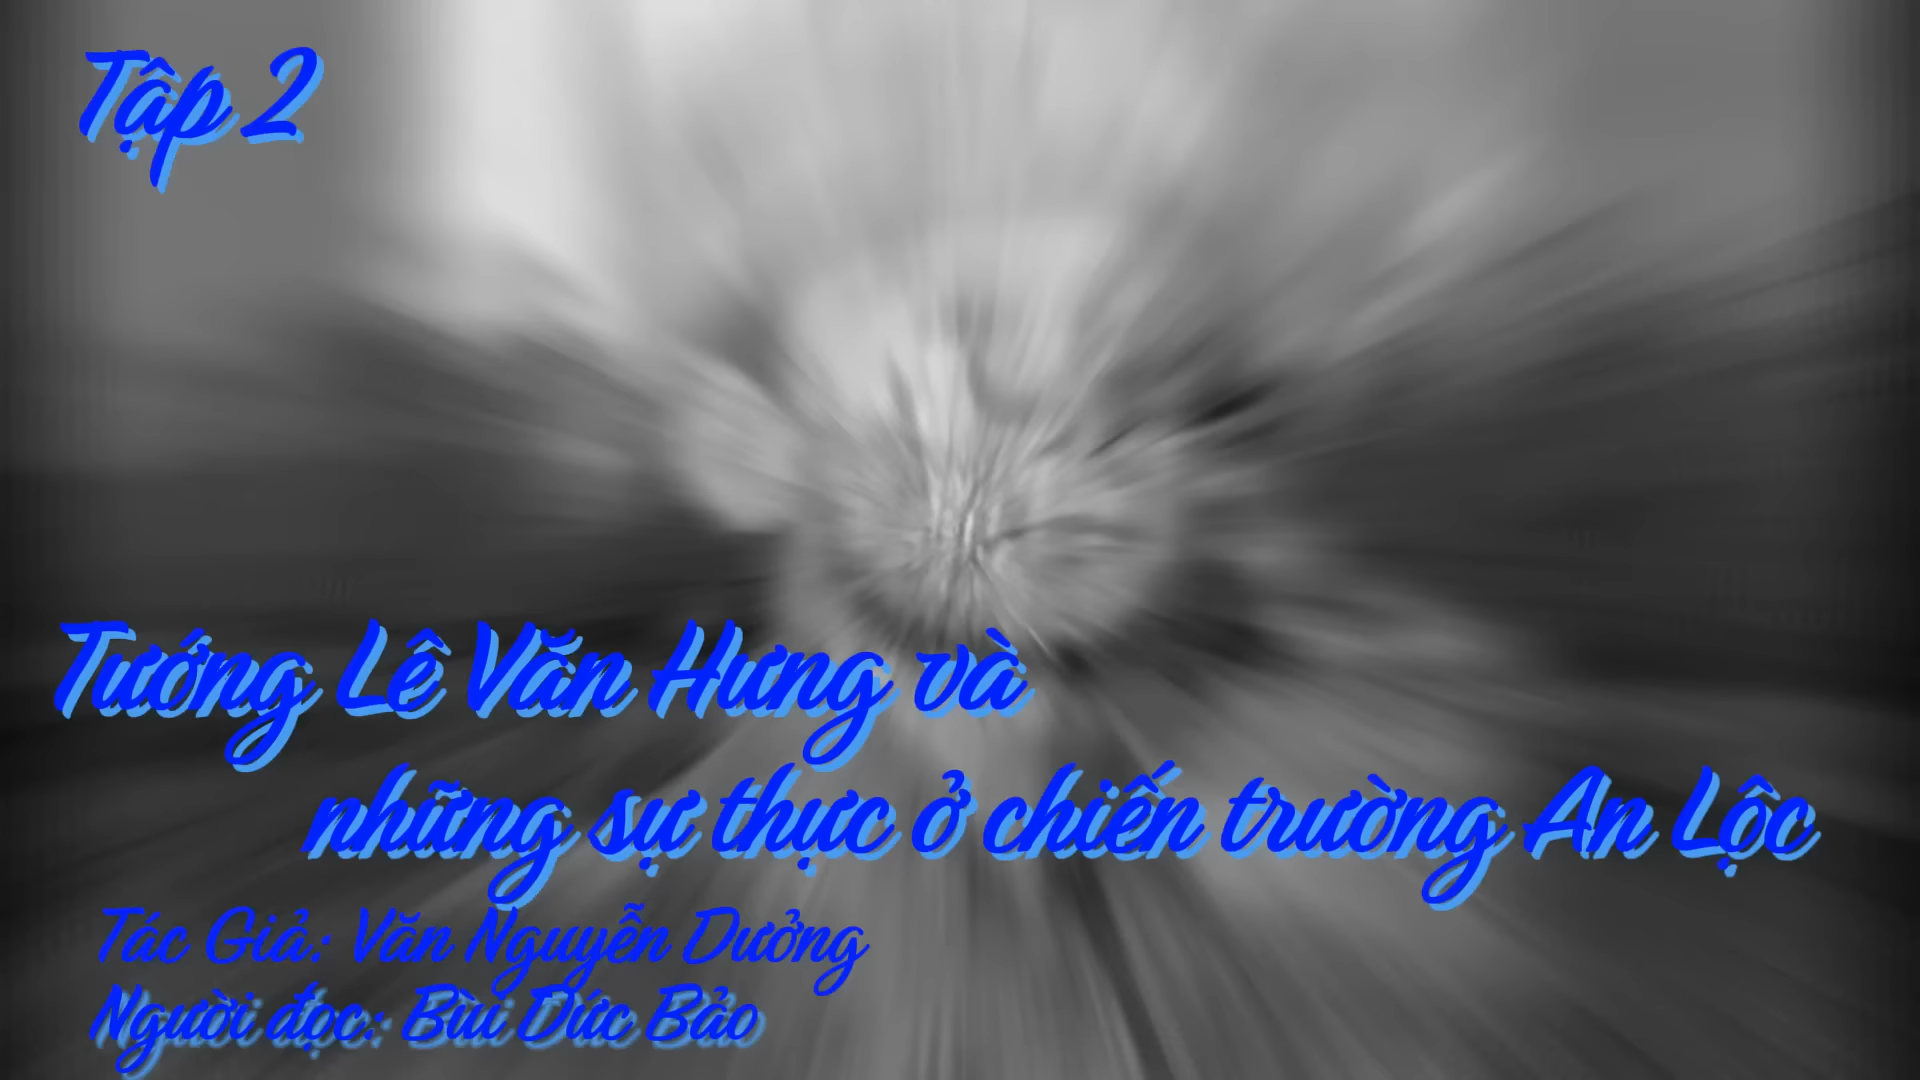 Tập 2
Tướng Lê Văn Hưng và
những sự thực ở chiến trường An Lộc
Tác Giả: Văn Nguyễn Dưởng
Người đọc: Bùi Đức Bảo